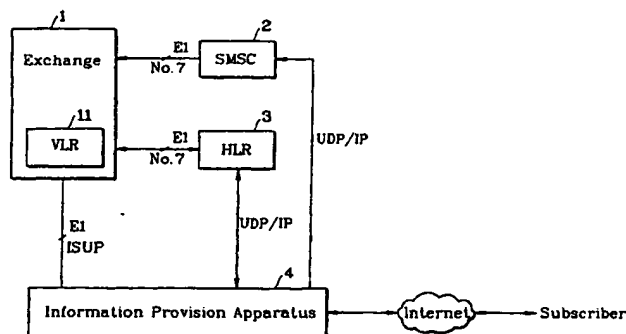 1
Exchange
11
VLR
E1
No.7
2
SMSC
E1
No.7
3
HLR
UDP/IP
UDP/IP
E1
ISUP
4
Information Provision Apparatus
Internet
Subscriber